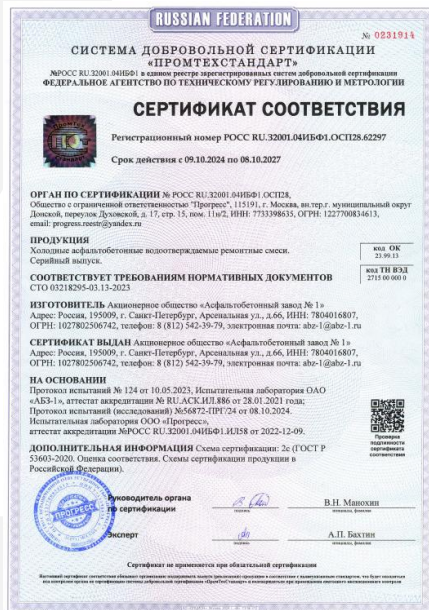 RUSSIAN FEDERATION
№ 0231914
СИСТЕМА ДОБРОВОЛЬНОЙ СЕРТИФИКАЦИИ
«ПРОМТЕХСТАНДАРТ»
№РОСС RU.32001.04ИБФ1 в едином реестре зарегистрированных систем добровольной сертификации
ФЕДЕРАЛЬНОЕ АГЕНТСТВО ПО ТЕХНИЧЕСКОМУ РЕГУЛИРОВАНИЮ И МЕТРОЛОГИИ
СЕРТИФИКАТ СООТВЕТСТВИЯ
Регистрационный номер РОСС RU.32001.04ИБФ1.ОСП28.62297
Срок действия с 09.10.2024 по 08.10.2027
ОРГАН ПО СЕРТИФИКАЦИИ № РОСС RU.32001.04ИБФ1.ОСП28,
Общество с ограниченной ответственностью "Прогресс", 115191, г. Москва, вн.тер.г. муниципальный округ
Донской, переулок Духовской, д. 17, стр. 15, пом. 11н/2, ИНН: 7733398635, ОГРН: 1227700834613,
email: progress.reestr@yandex.ru
ПРОДУКЦИЯ
Холодные асфальтобетонные водоотверждаемые ремонтные смеси.
Серийный выпуск.
код ОК
23.99.13
СООТВЕТСТВУЕТ ТРЕБОВАНИЯМ НОРМАТИВНЫХ ДОКУМЕНТОВ
СТО 03218295-03.13-2023
код ТН ВЭД
2715 00 000 0
ИЗГОТОВИТЕЛЬ Акционерное общество «Асфальтобетонный завод № 1»
Адрес: Россия, 195009, г. Санкт-Петербург, Арсенальная ул., д.66, ИНН: 7804016807,
ОГРН: 1027802506742, телефон: 8 (812) 542-39-79, электронная почта: abz-1@abz-1.ru
СЕРТИФИКАТ ВЫДАН Акционерное общество «Асфальтобетонный завод № 1»
Адрес: Россия, 195009, г. Санкт-Петербург, Арсенальная ул., д.66, ИНН: 7804016807,
ОГРН: 1027802506742, телефон: 8 (812) 542-39-79, электронная почта: abz-1@abz-1.ru
НА ОСНОВАНИИ
Протокол испытаний № 124 от 10.05.2023, Испытательная лаборатория ОАО
«АБЗ-1», аттестат аккредитации № RU.АСК.ИЛ.886 от 28.01.2021 года;
Протокол испытаний (исследований) №56872-ПРГ/24 от 08.10.2024.
Испытательная лаборатория ООО «Прогресс»,
аттестат аккредитации №РОСС RU.32001.04ИБФ1.ИЛ58 от 2022-12-09.
Проверка
подлинности
сертификата
соответствия
ДОПОЛНИТЕЛЬНАЯ ИНФОРМАЦИЯ Схема сертификации: 2с (ГОСТ Р
53603-2020. Оценка соответствия. Схемы сертификации продукции в
Российской Федерации).
ПРОГРЕСС
Руководитель органа
по сертификации
подпись
В.Н. Манохин
инициалы, фамилия
Эксперт
подпись
А.П. Бахтин
инициалы, фамилия
Сертификат не применяется при обязательной сертификации